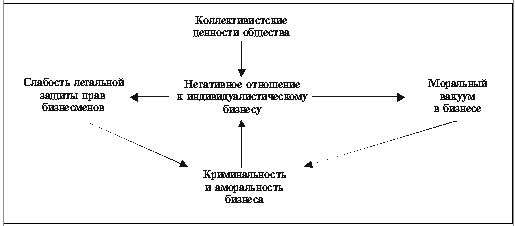 Коллективистские
ценности общества
Слабость легальной
защиты прав
бизнесменов
Негативное отношение
к индивидуалистическому
бизнесу
Моральный
вакуум
в бизнесе
Криминальность
и аморальность
бизнеса